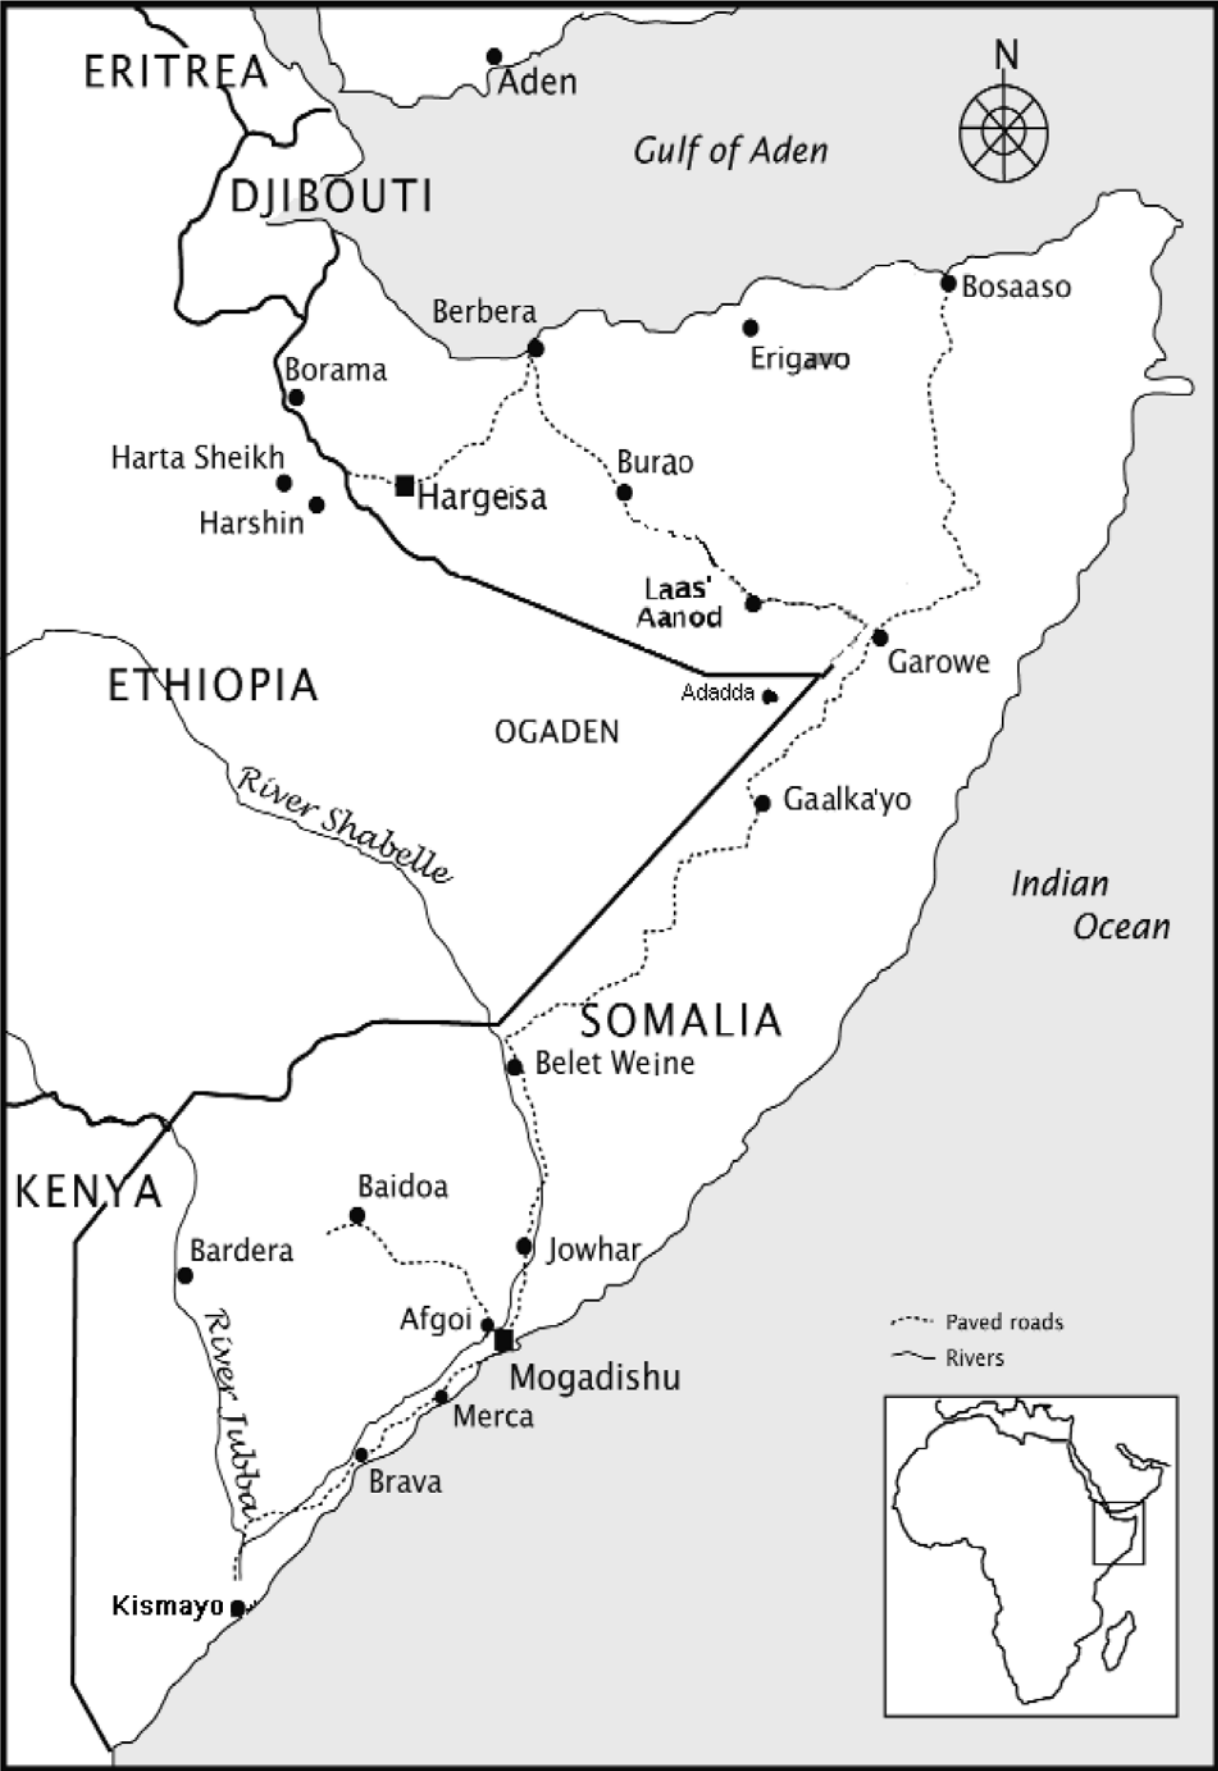 ERITREA
Aden
N
Gulf of Aden
DJIBOUTI
Bosaaso
Berbera
Erigavo
Borama
Harta Sheikh
Burao
Hargeisa
Harshin
Laas'
Aanod
Garowe
ETHIOPIA
Adadda
OGADEN
River Shabelle
Gaalka'yo
Indian
Ocean
SOMALIA
Belet Weine
KENYA
Baidoa
Bardera
Jowhar
Afgoi
Paved roads
Rivers
Mogadishu
River Jubba
Merca
Brava
Kismayo